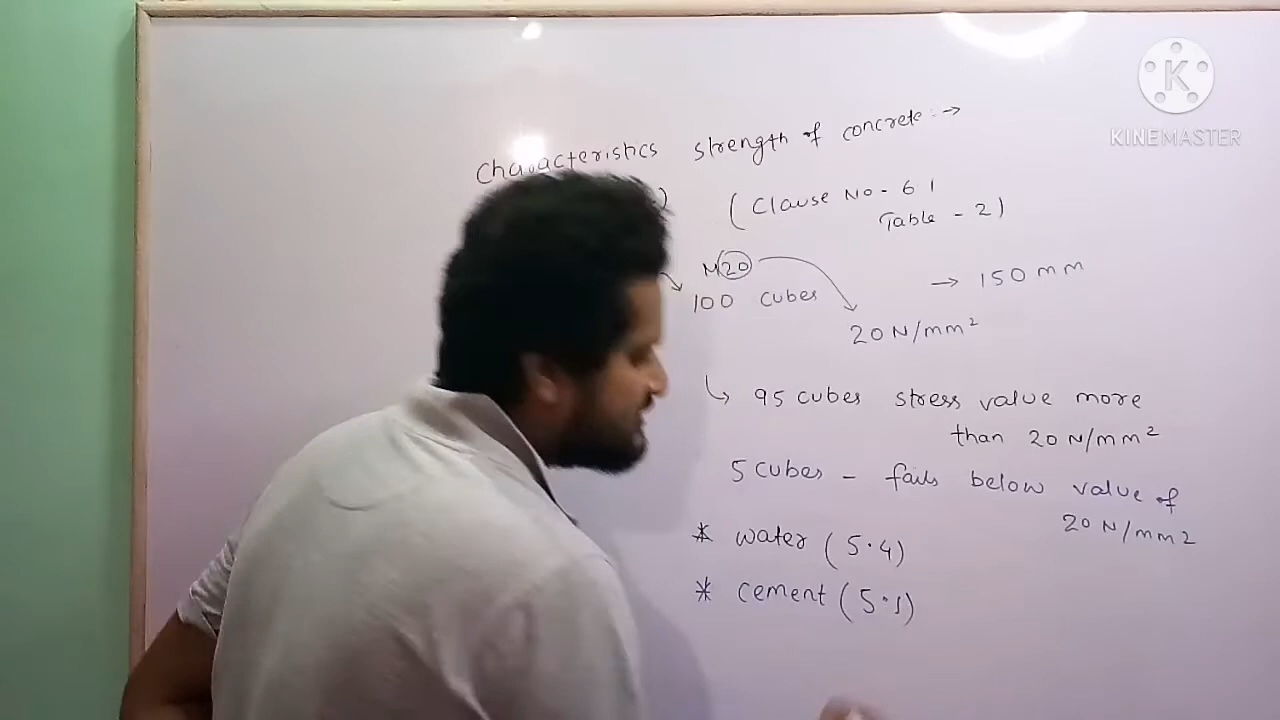 Characteristics strength of concrete :→
(Clause No - 6 1
Table - 2)
M20
100 cubes
→ 150 mm
20 N/mm²
↳ 95 cubes stress value more
than 20 N/mm²
5 cubes - fails below value of
20 N/mm²
* water (5.4)
* cement (5.1)
K
KINEMASTER